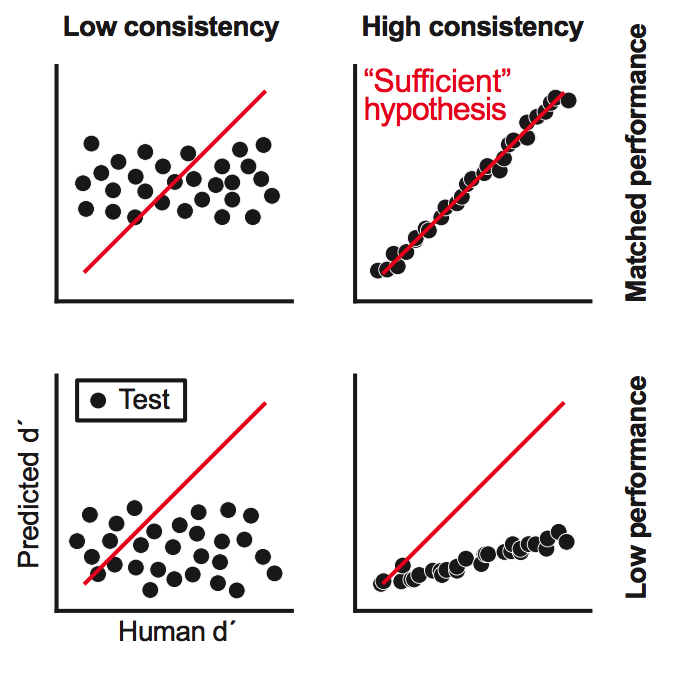 Low consistency
High consistency
“Sufficient”
hypothesis
Matched performance
Test
Predicted d´
Human d´
Low performance